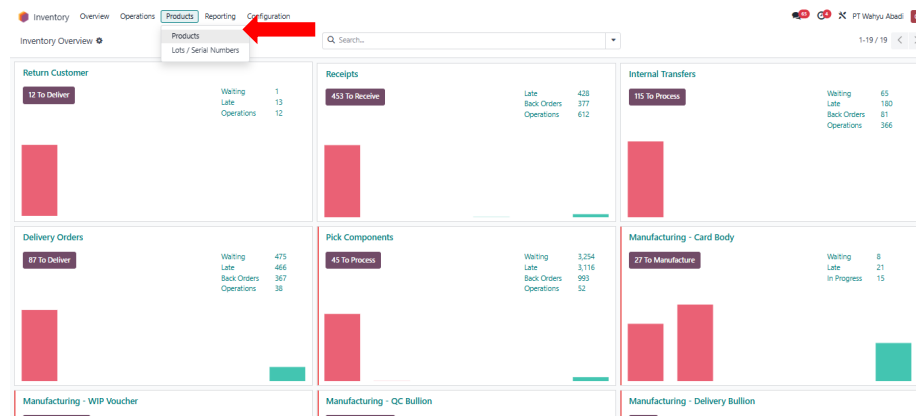 Inventory Overview Operations Products Reporting Configuration 65 4 PT Wahyu Abadi
Inventory Overview Search... 1-19 / 19
Products
Lots / Serial Numbers
Return Customer
12 To Deliver
Waiting 1
Late 13
Operations 12
Receipts
453 To Receive
Late 428
Back Orders 377
Operations 612
Internal Transfers
115 To Process
Waiting 65
Late 180
Back Orders 81
Operations 366
Delivery Orders
87 To Deliver
Waiting 475
Late 466
Back Orders 367
Operations 38
Pick Components
45 To Process
Waiting 3,254
Late 3,116
Back Orders 993
Operations 52
Manufacturing - Card Body
27 To Manufacture
Waiting 8
Late 21
In Progress 15
Manufacturing - WIP Voucher
Manufacturing - QC Bullion
Manufacturing - Delivery Bullion